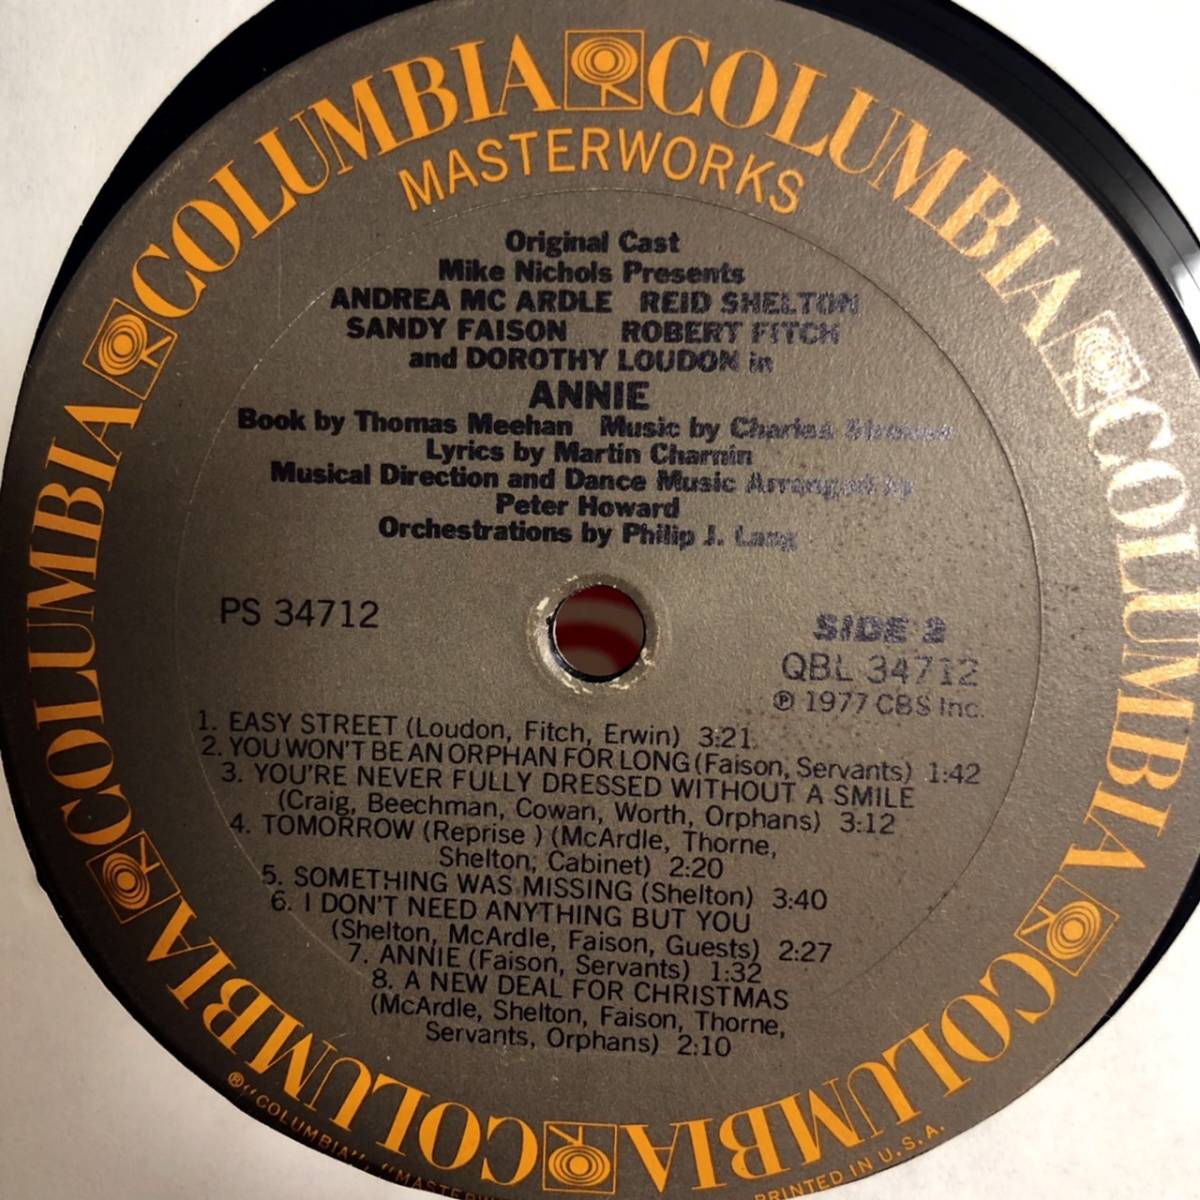 COLUMBIA COLUMBIA COLUMBIA COLUMBIA COLUMBIA COLUMBIA COLUMBIA
MASTERWORKS
Original Cast
Mike Nichols Presents
ANDREA MC ARDLE REID SHELTON
SANDY FAISON ROBERT FITCH
and DOROTHY LOUDON in
ANNIE
Book by Thomas Meehan Music by Charles Strouse
Lyrics by Martin Charnin
Musical Direction and Dance Music Arranged by
Peter Howard
Orchestrations by Philip J. Lang
PS 34712
SIDE 2
QBL 34712
℗ 1977 CBS Inc.
1. EASY STREET (Loudon, Fitch, Erwin) 3:21
2. YOU WON'T BE AN ORPHAN FOR LONG (Faison, Servants) 1:42
3. YOU'RE NEVER FULLY DRESSED WITHOUT A SMILE
(Craig, Beechman, Cowan, Worth, Orphans) 3:12
4. TOMORROW (Reprise ) (McArdle, Thorne,
Shelton, Cabinet) 2:20
5. SOMETHING WAS MISSING (Shelton) 3:40
6. I DON'T NEED ANYTHING BUT YOU
(Shelton, McArdle, Faison, Guests) 2:27
7. ANNIE (Faison, Servants) 1:32
8. A NEW DEAL FOR CHRISTMAS
(McArdle, Shelton, Faison, Thorne,
Servants, Orphans) 2:10
® "COLUMBIA",
PRINTED IN U.S.A.